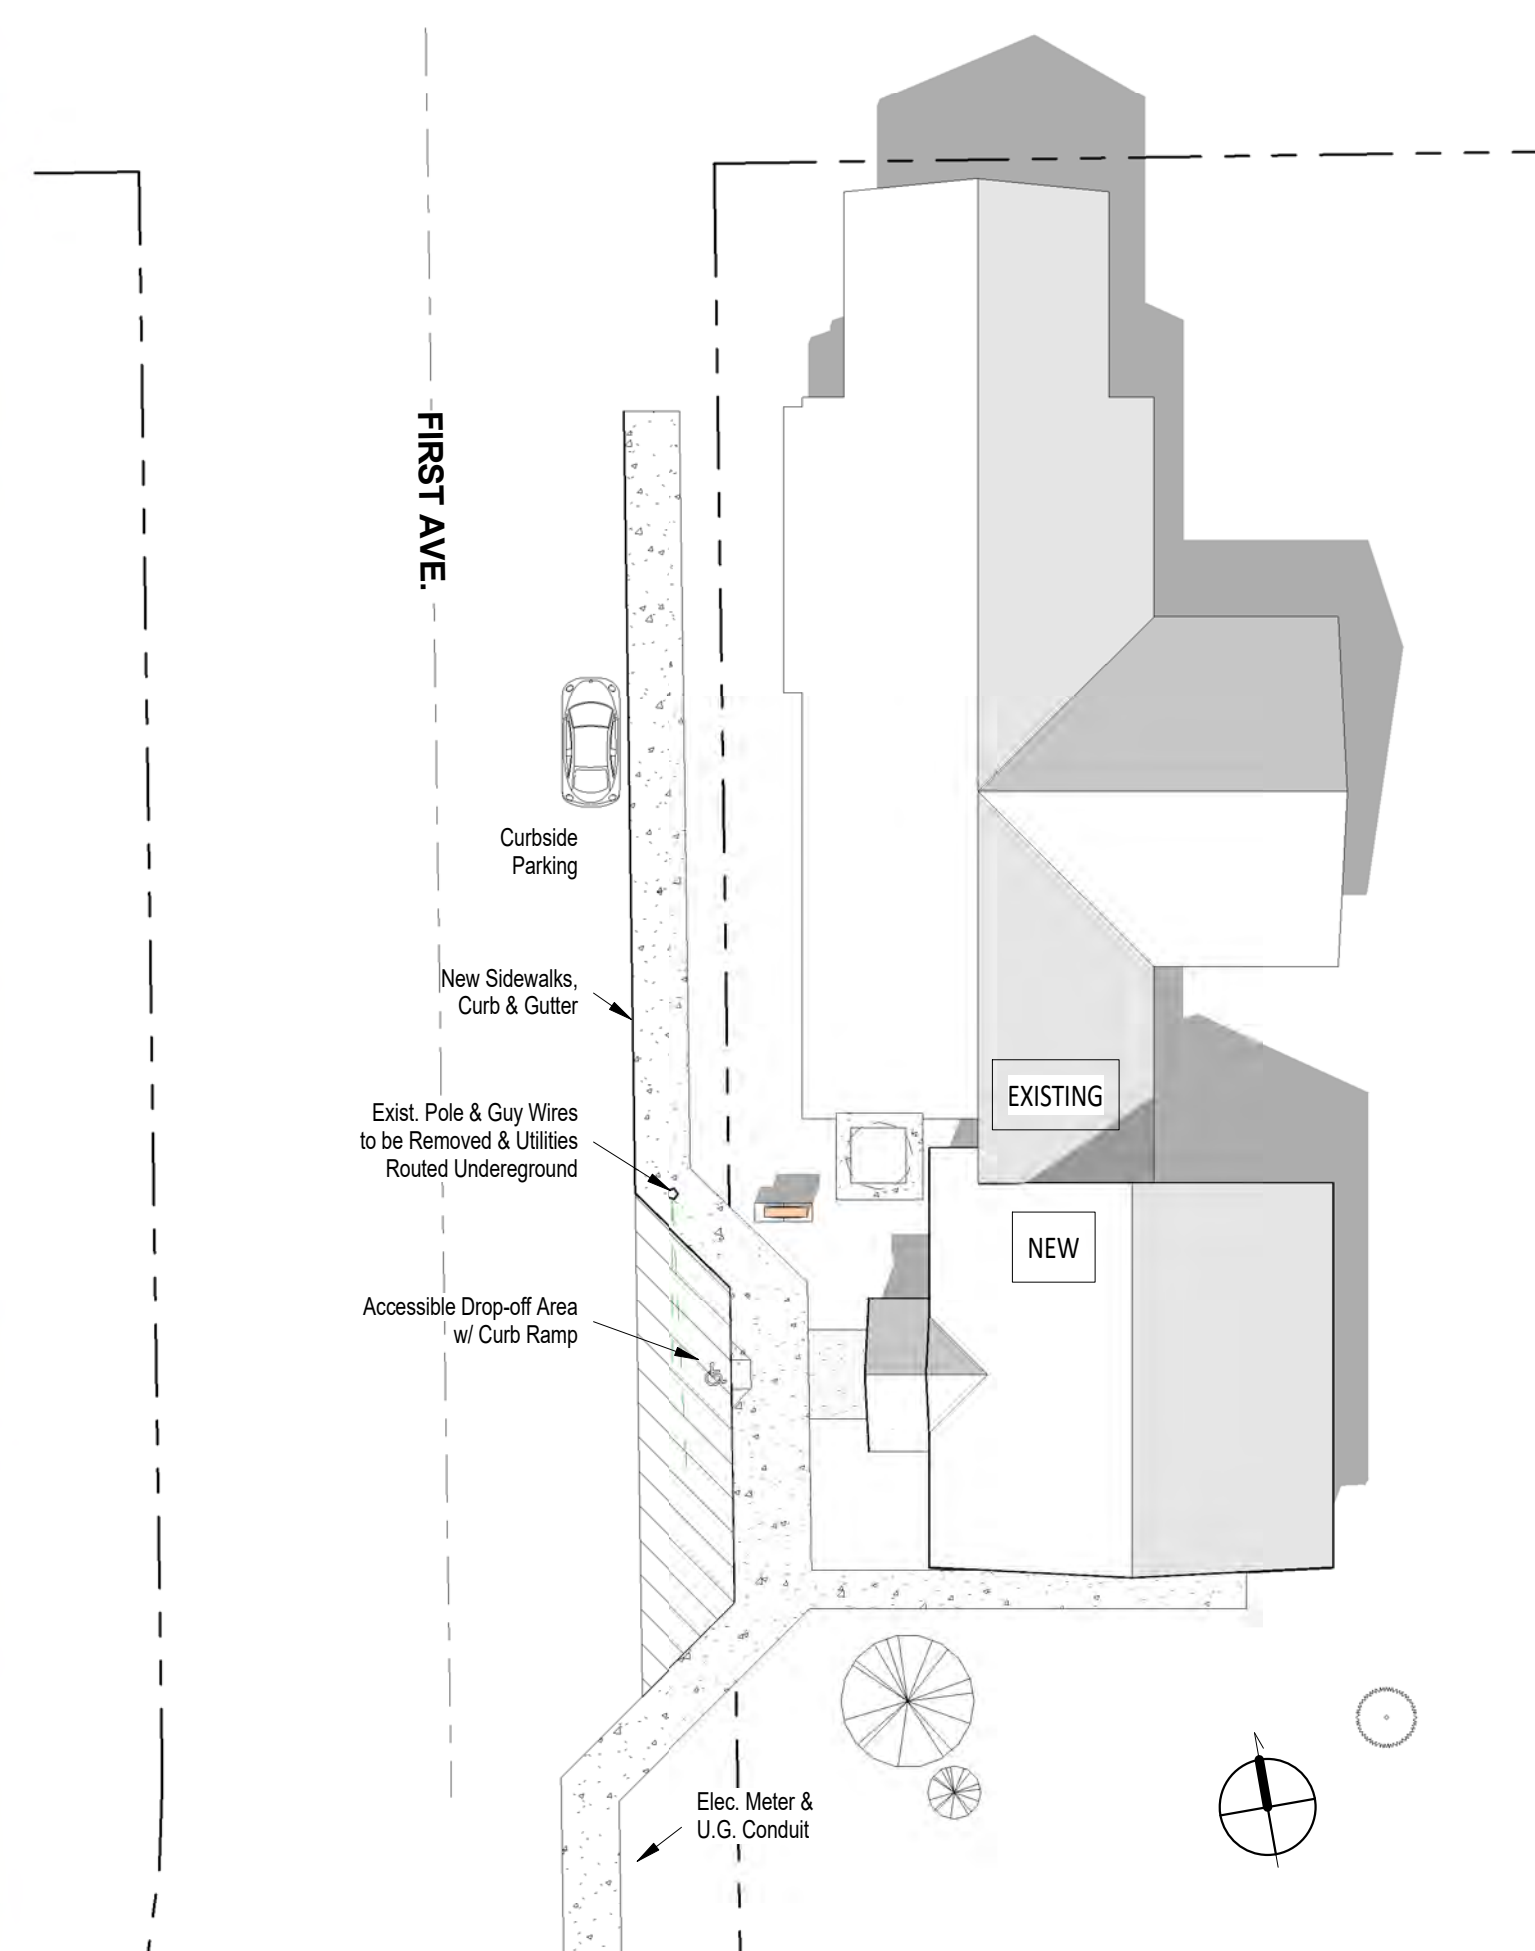 FIRST AVE.
Curbside
Parking
New Sidewalks,
Curb & Gutter
EXISTING
Exist. Pole & Guy Wires
to be Removed & Utilities
Routed Undereground
NEW
Accessible Drop-off Area
w/ Curb Ramp
Elec. Meter &
U.G. Conduit